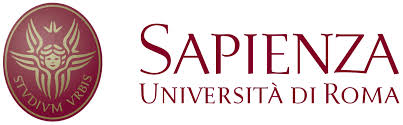 STVDIVM VRBIS
SAPIENZA
UNIVERSITÀ DI ROMA